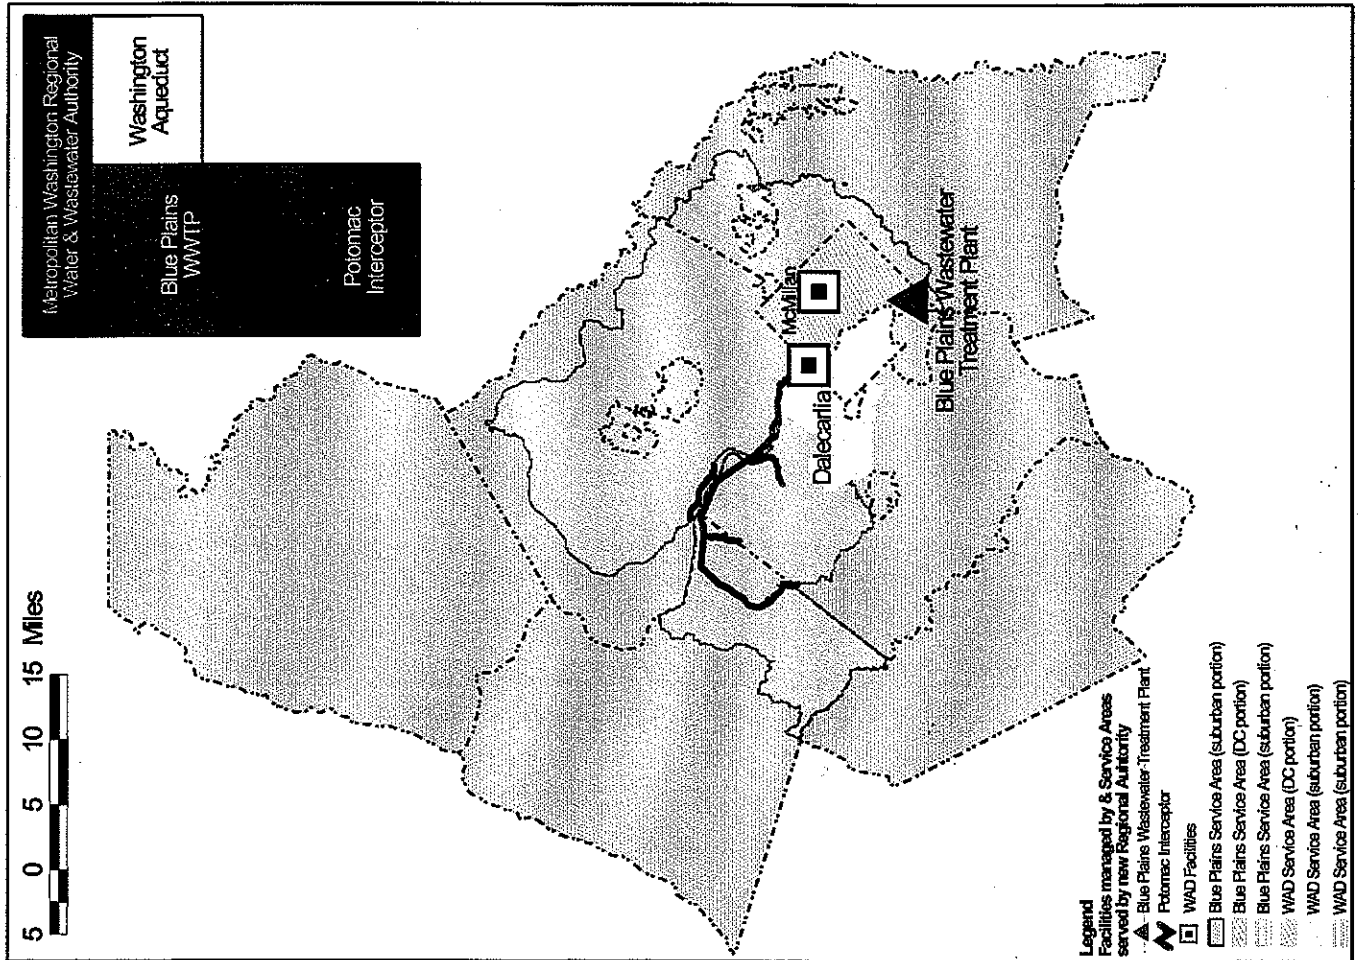 Metropolitan Washington Regional
Water & Wastewater Authority
Blue Plains
WWTP
Washington
Aqueduct
Potomac
Interceptor
5 0 5 10 15 Miles
McMillan
Dalecarlia
Blue Plains Wastewater
Treatment Plant
Legend
Facilities managed by & Service Areas
served by new Regional Auntority
Blue Plains Wastewater Treatment Plant
Potomac Interceptor
WAD Facilities
Blue Plains Service Area (suburban portion)
Blue Plains Service Area (DC portion)
Blue Plains Service Area (suburban portion)
WAD Service Area (DC portion)
WAD Service Area (suburban portion)
WAD Service Area (suburban portion)